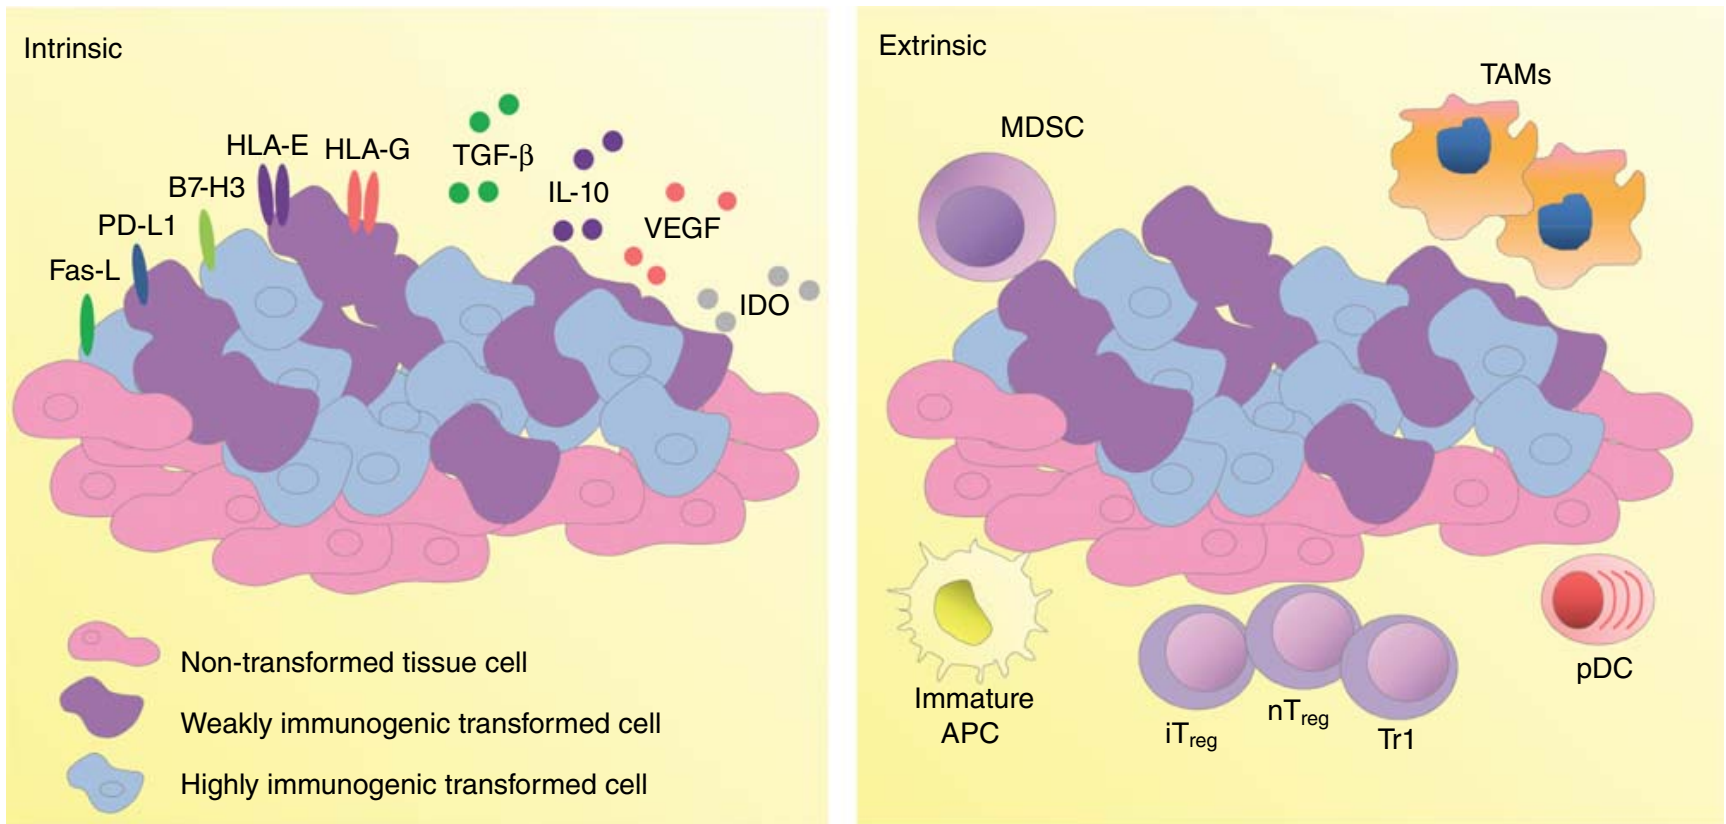 Intrinsic
HLA-E
HLA-G
TGF-β
B7-H3
IL-10
PD-L1
VEGF
Fas-L
IDO
Non-transformed tissue cell
Weakly immunogenic transformed cell
Highly immunogenic transformed cell
Extrinsic
TAMs
MDSC
Immature
APC
iTreg
nTreg
Tr1
pDC